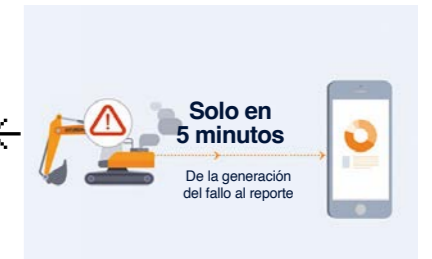 Solo en
5 minutos
De la generación
del fallo al reporte